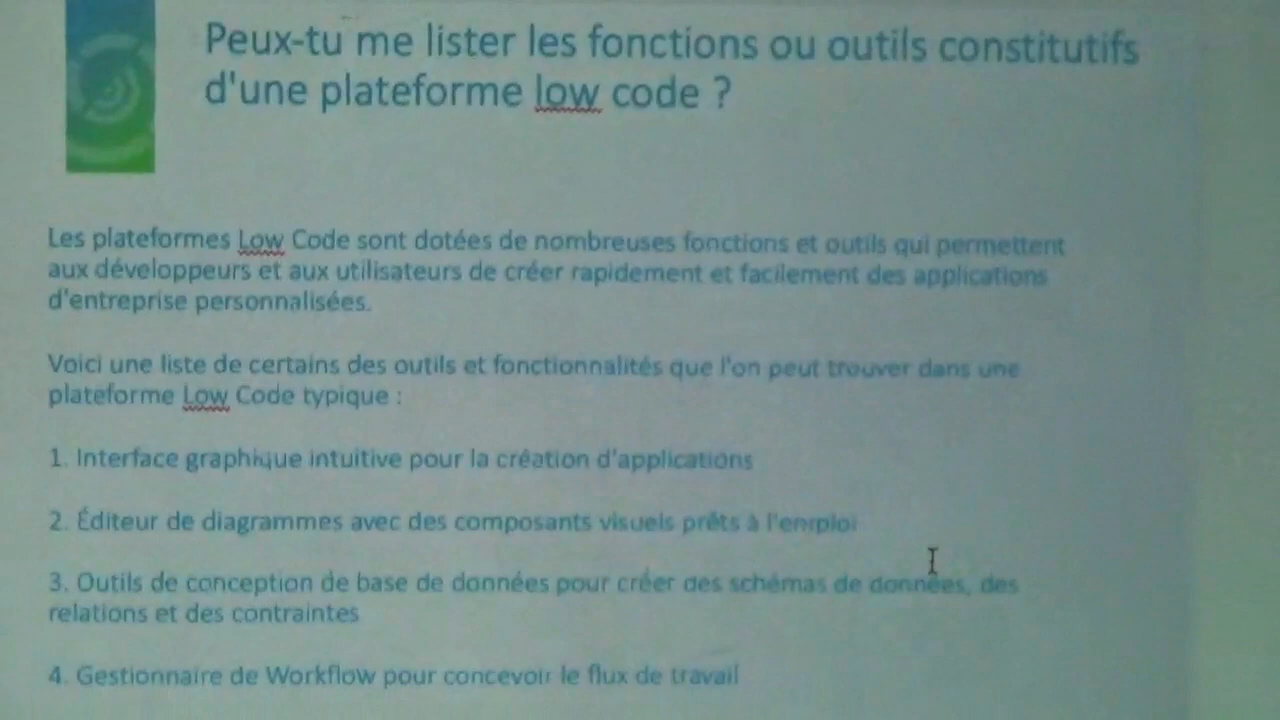 Peux-tu me lister les fonctions ou outils constitutifs
d'une plateforme low code ?
Les plateformes Low Code sont dotées de nombreuses fonctions et outils qui permettent
aux développeurs et aux utilisateurs de créer rapidement et facilement des applications
d'entreprise personnalisées.
Voici une liste de certains des outils et fonctionnalités que l'on peut trouver dans une
plateforme Low Code typique :
1. Interface graphique intuitive pour la création d'applications
2. Éditeur de diagrammes avec des composants visuels prêts à l'emploi
3. Outils de conception de base de données pour créer des schémas de données, des
relations et des contraintes
4. Gestionnaire de Workflow pour concevoir le flux de travail